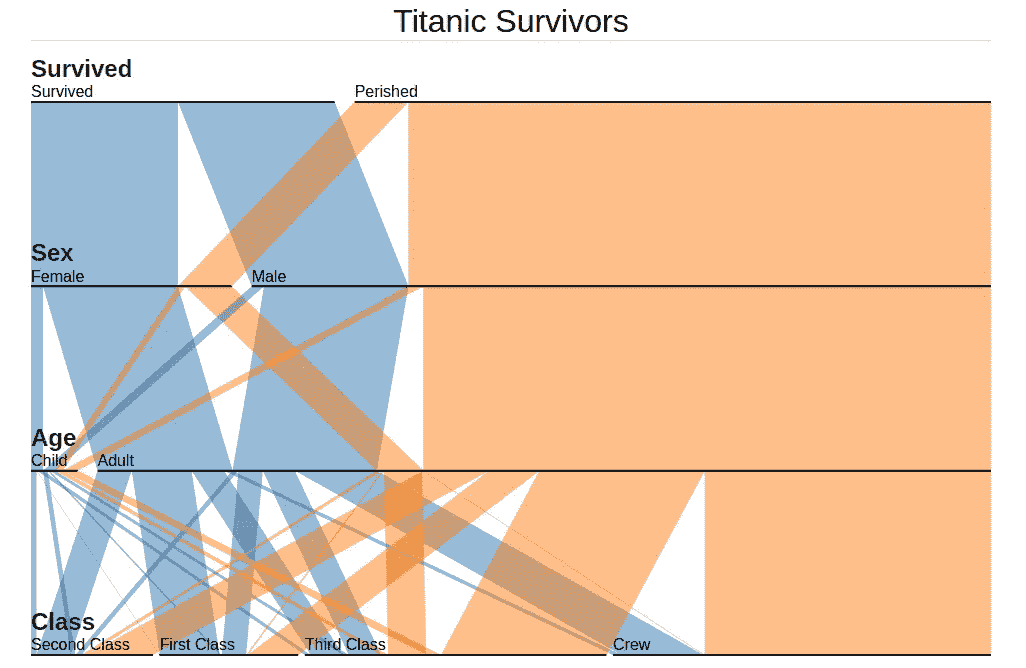 Titanic Survivors
Survived
Survived Perished
Sex
Female Male
Age
Child Adult
Class
Second Class First Class Third Class Crew